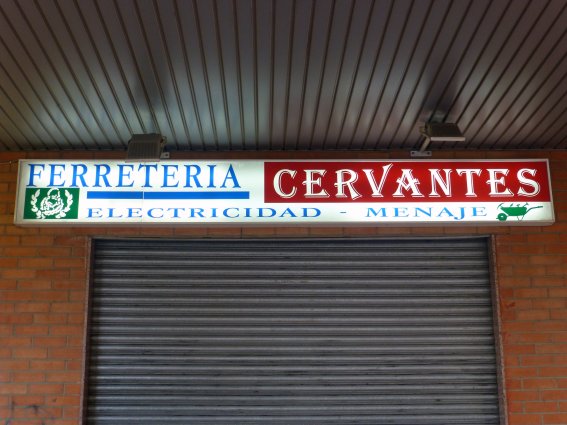 FERRETERIA CERVANTES
ELECTRICIDAD - MENAJE